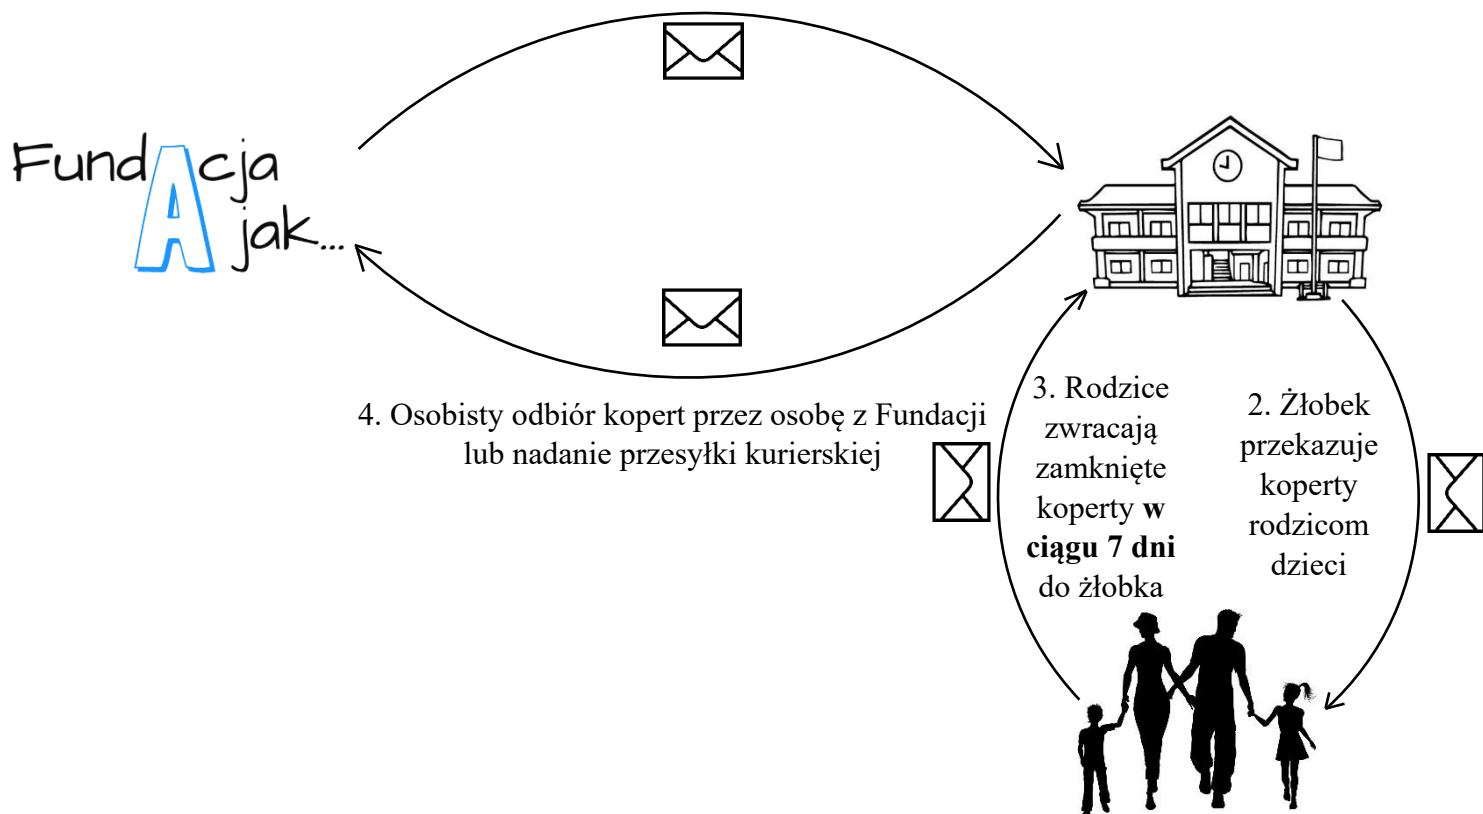 FundAcja
A jak...
4. Osobisty odbiór kopert przez osobę z Fundacji
lub nadanie przesyłki kurierskiej
3. Rodzice
zwracają
zamknięte
koperty w
ciągu 7 dni
do żłobka
2. Żłobek
przekazuje
koperty
rodzicom
dzieci